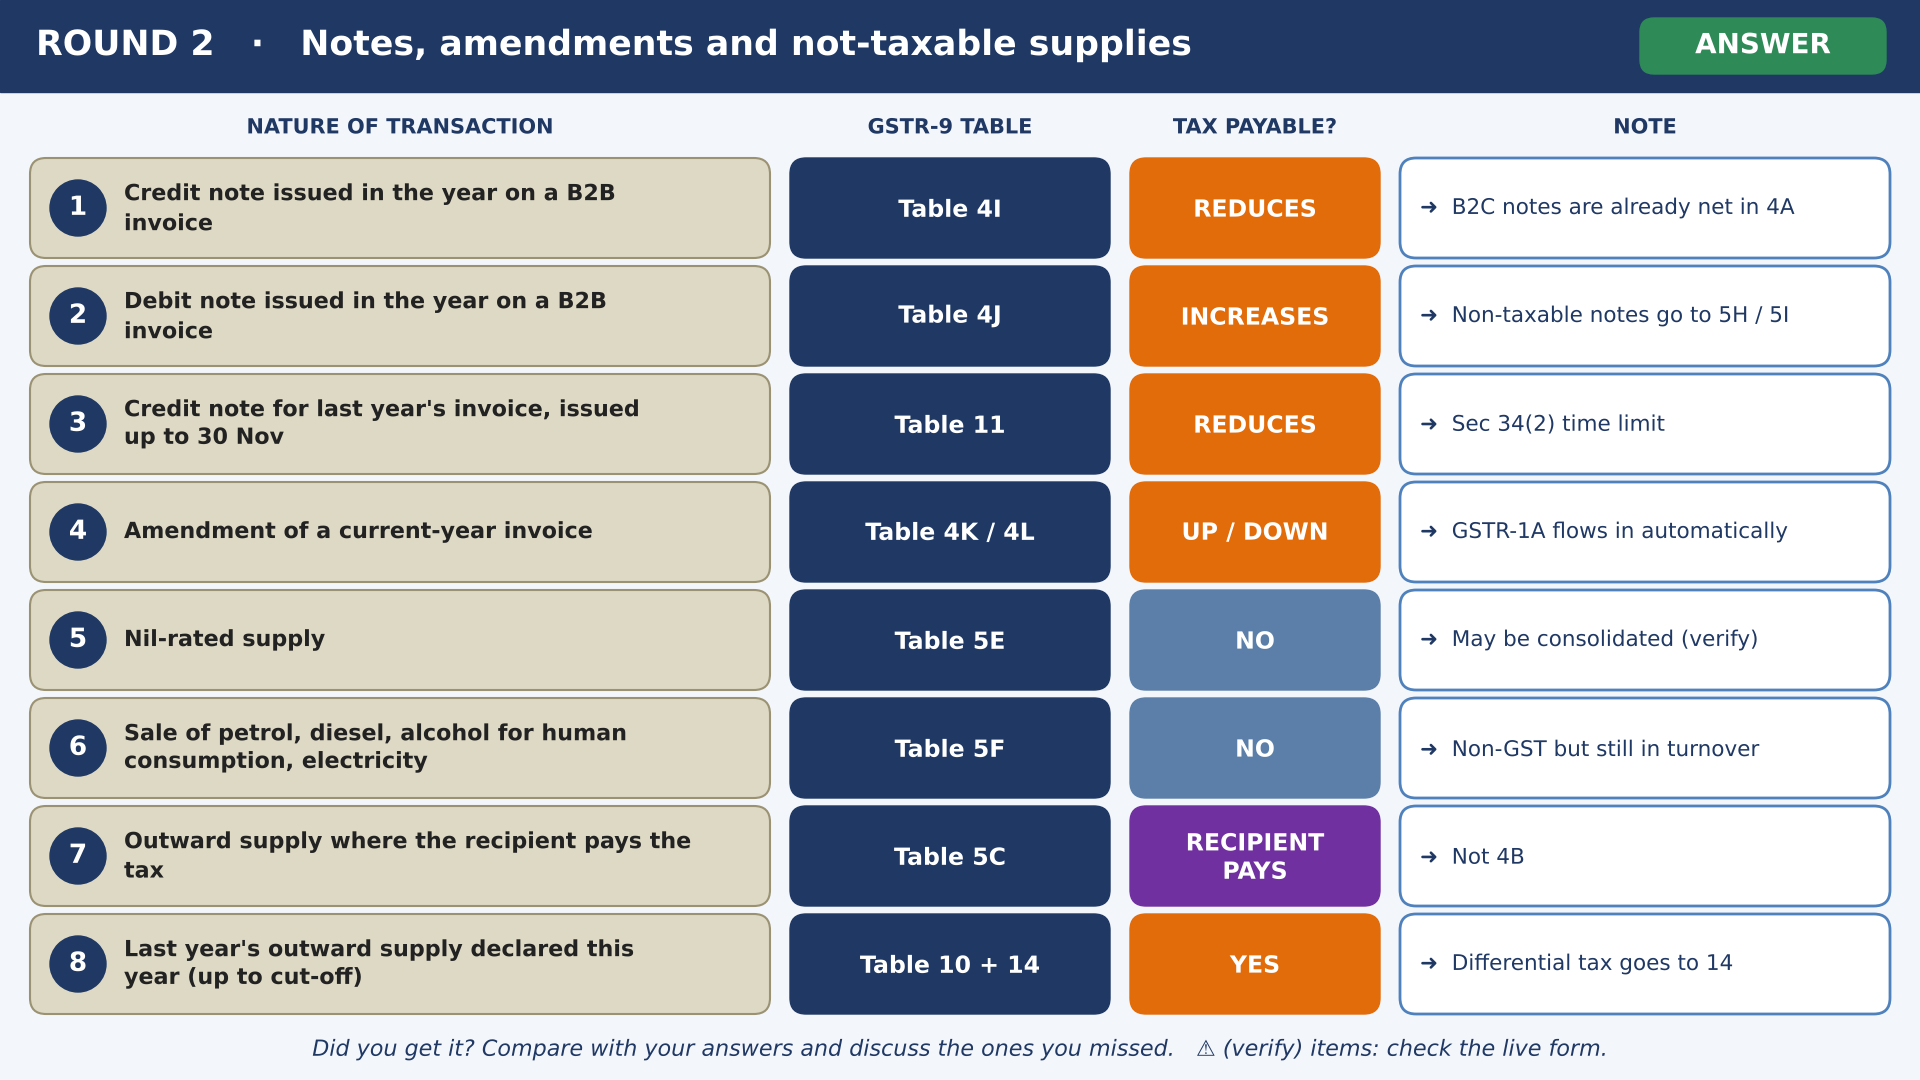 ROUND 2 · Notes, amendments and not-taxable supplies
ANSWER
NATURE OF TRANSACTION
GSTR-9 TABLE
TAX PAYABLE?
NOTE
1
Credit note issued in the year on a B2B
invoice
Table 4I
REDUCES
➜ B2C notes are already net in 4A
2
Debit note issued in the year on a B2B
invoice
Table 4J
INCREASES
➜ Non-taxable notes go to 5H / 5I
3
Credit note for last year's invoice, issued
up to 30 Nov
Table 11
REDUCES
➜ Sec 34(2) time limit
4
Amendment of a current-year invoice
Table 4K / 4L
UP / DOWN
➜ GSTR-1A flows in automatically
5
Nil-rated supply
Table 5E
NO
➜ May be consolidated (verify)
6
Sale of petrol, diesel, alcohol for human
consumption, electricity
Table 5F
NO
➜ Non-GST but still in turnover
7
Outward supply where the recipient pays the
tax
Table 5C
RECIPIENT
PAYS
➜ Not 4B
8
Last year's outward supply declared this
year (up to cut-off)
Table 10 + 14
YES
➜ Differential tax goes to 14
Did you get it? Compare with your answers and discuss the ones you missed. ⚠ (verify) items: check the live form.